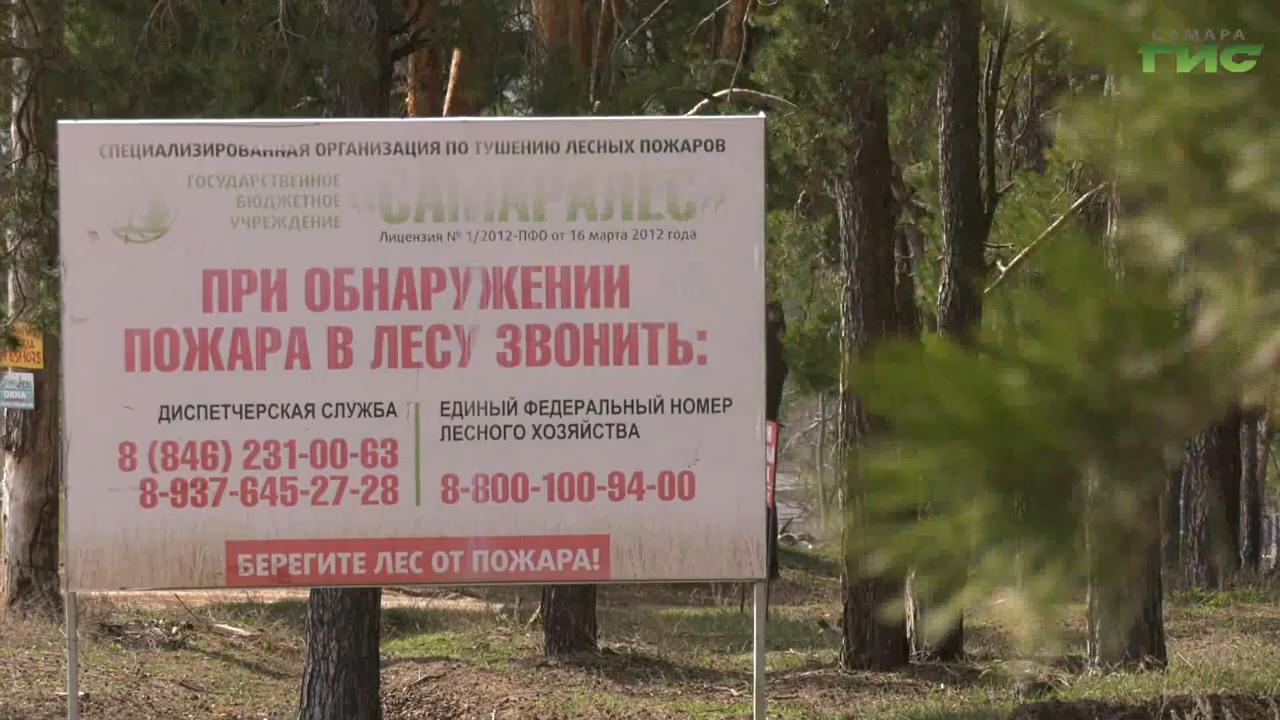 САМАРА
ГИС
СПЕЦИАЛИЗИРОВАННАЯ ОРГАНИЗАЦИЯ ПО ТУШЕНИЮ ЛЕСНЫХ ПОЖАРОВ
ГОСУДАРСТВЕННОЕ
БЮДЖЕТНОЕ
УЧРЕЖДЕНИЕ
«САМАРАЛЕС»
Лицензия № 1/2012-ПФО от 16 марта 2012 года
ПРИ ОБНАРУЖЕНИИ
ПОЖАРА В ЛЕСУ ЗВОНИТЬ:
ДИСПЕТЧЕРСКАЯ СЛУЖБА
8 (846) 231-00-63
8-937-645-27-28
ЕДИНЫЙ ФЕДЕРАЛЬНЫЙ НОМЕР
ЛЕСНОГО ХОЗЯЙСТВА
8-800-100-94-00
БЕРЕГИТЕ ЛЕС ОТ ПОЖАРА!
ОКНА